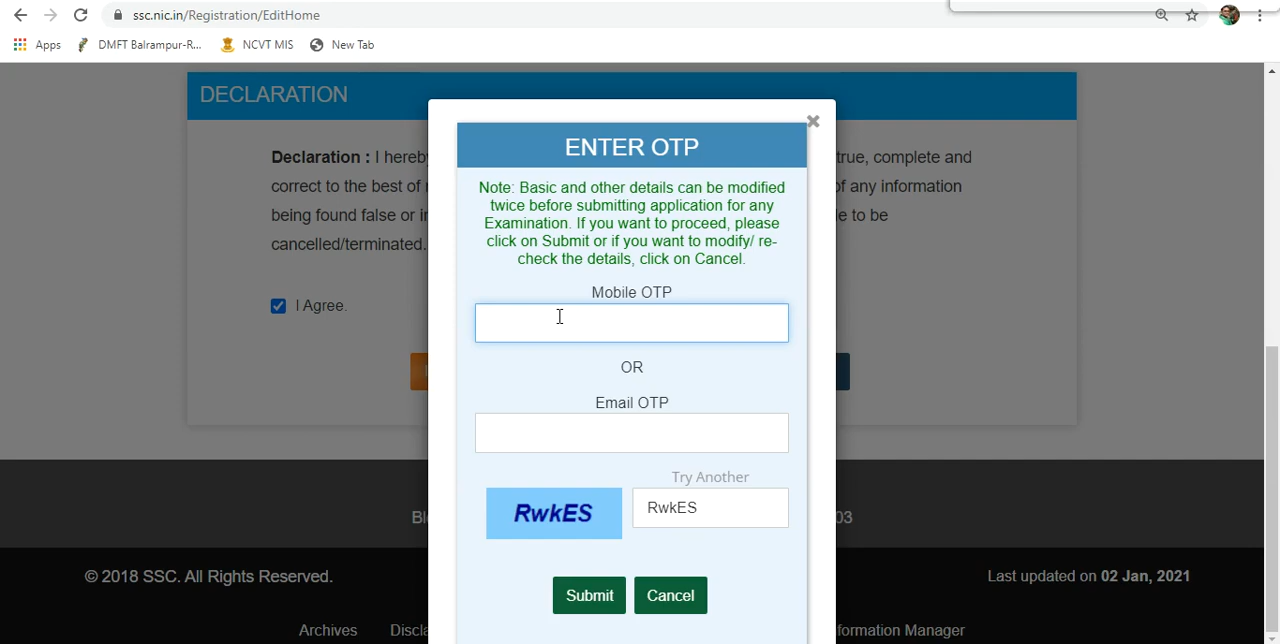 ssc.nic.in/Registration/EditHome
Apps DMFT Balrampur-R... NCVT MIS New Tab
DECLARATION
Declaration : I hereby true, complete and
correct to the best of of any information
being found false or i le to be
cancelled/terminated.
I Agree.
ENTER OTP
Note: Basic and other details can be modified
twice before submitting application for any
Examination. If you want to proceed, please
click on Submit or if you want to modify/ re-
check the details, click on Cancel.
Mobile OTP
OR
Email OTP
Try Another
RwkES RwkES
Submit Cancel
Bl 03
© 2018 SSC. All Rights Reserved. Last updated on 02 Jan, 2021
Archives Discla formation Manager